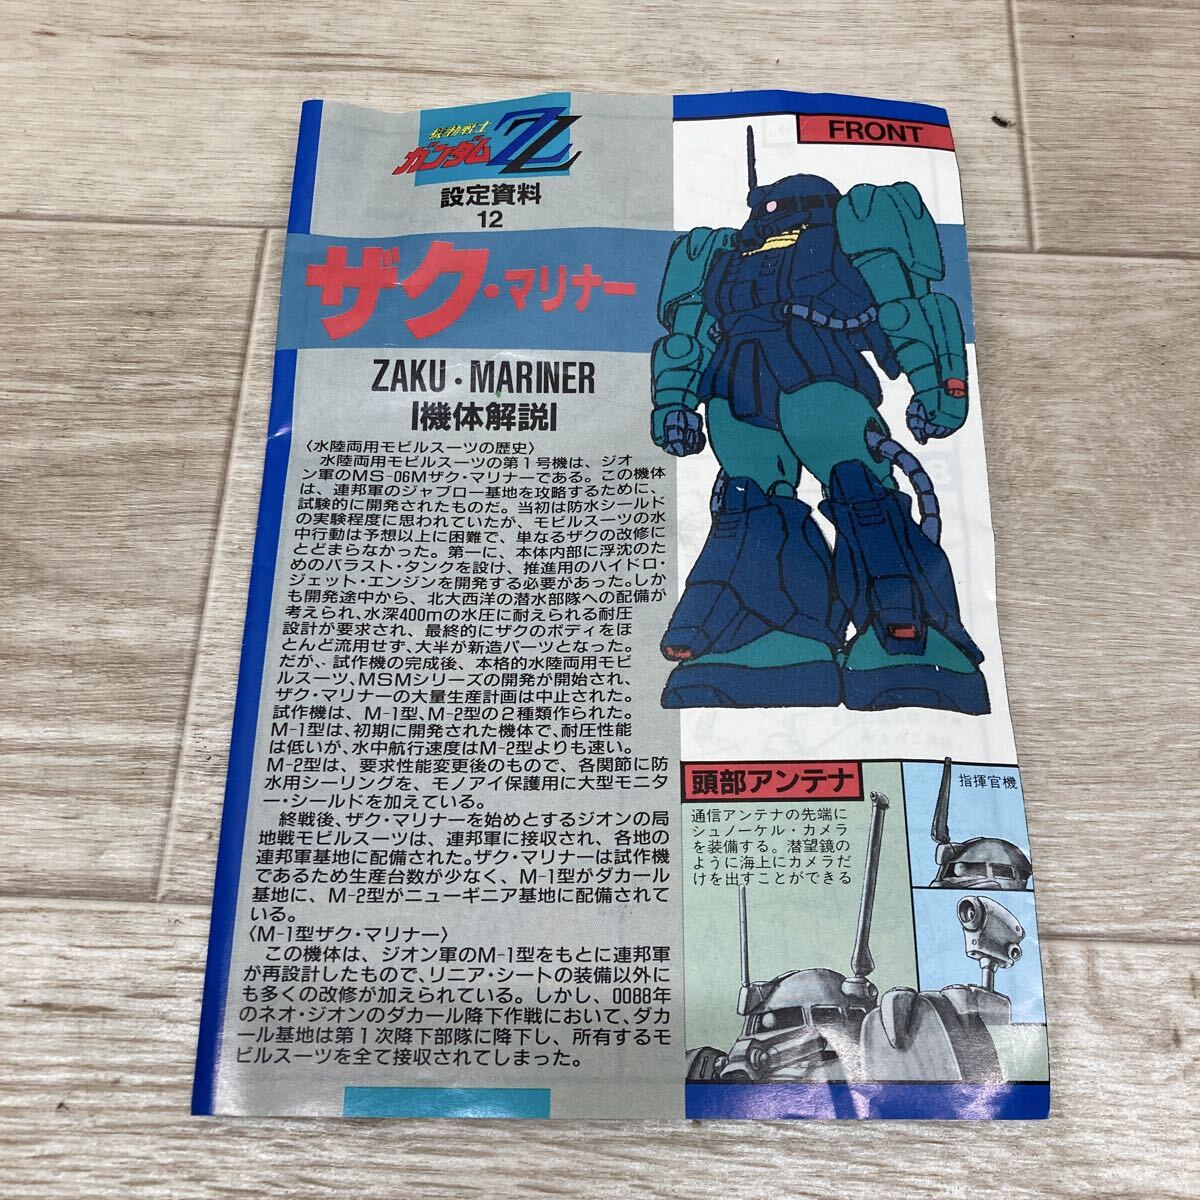 機動戦士
ガンダムZZ
設定資料
12
ザク・マリナー
ZAKU・MARINER
機体解説
〈水陸両用モビルスーツの歴史〉
水陸両用モビルスーツの第1号機は、ジオ
ン軍のMS-06Mザク・マリナーである。この機体
は、連邦軍のジャブロー基地を攻略するために、
試験的に開発されたものだ。当初は防水シールド
の実験程度に思われていたが、モビルスーツの水
中行動は予想以上に困難で、単なるザクの改修に
とどまらなかった。第一に、本体内部に浮沈のた
めのバラスト・タンクを設け、推進用のハイドロ・
ジェット・エンジンを開発する必要があった。しか
も開発途中から、北大西洋の潜水部隊への配備が
考えられ、水深400mの水圧に耐えられる耐圧
設計が要求され、最終的にザクのボディをほ
とんど流用せず、大半が新造パーツとなった。
だが、試作機の完成後、本格的水陸両用モビ
ルスーツ、MSMシリーズの開発が開始され、
ザク・マリナーの大量生産計画は中止された。
試作機は、M-1型、M-2型の2種類作られた。
M-1型は、初期に開発された機体で、耐圧性能
は低いが、水中航行速度はM-2型よりも速い。
M-2型は、要求性能変更後のもので、各関節に防
水用シーリングを、モノアイ保護用に大型モニタ
ー・シールドを加えている。
終戦後、ザク・マリナーを始めとするジオンの局
地戦モビルスーツは、連邦軍に接収され、各地の
連邦軍基地に配備された。ザク・マリナーは試作機
であるため生産台数が少なく、M-1型がダカール
基地に、M-2型がニューギニア基地に配備されて
いる。
〈M-1型ザク・マリナー〉
この機体は、ジオン軍のM-1型をもとに連邦軍
が再設計したもので、リニア・シートの装備以外に
も多くの改修が加えられている。しかし、0088年
のネオ・ジオンのダカール降下作戦において、ダカ
ール基地は第1次降下部隊に降下し、所有するモ
ビルスーツを全て接収されてしまった。
FRONT
頭部アンテナ
通信アンテナの先端に
シュノーケル・カメラ
を装備する。潜望鏡の
ように海上にカメラだ
けを出すことができる
指揮官機